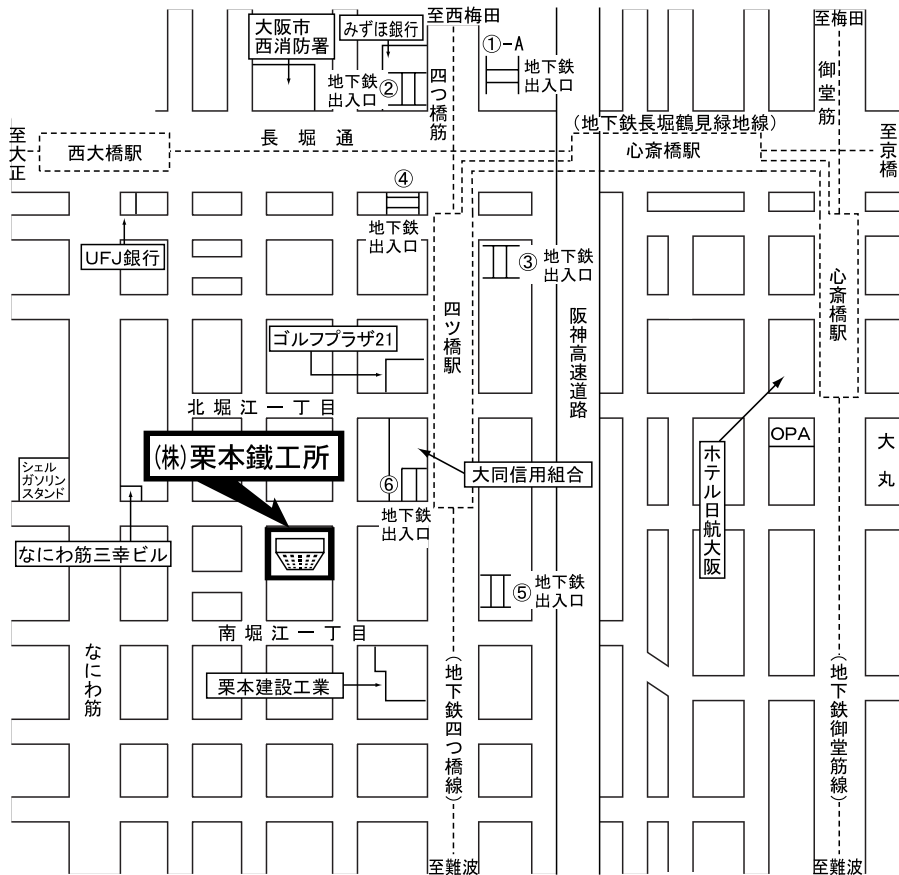 至西梅田
至梅田
大阪市
西消防署
みずほ銀行
①-A
地下鉄
出入口
地下鉄
出入口
②
四つ橋筋
御堂筋
(地下鉄長堀鶴見緑地線)
至大正
西大橋駅
長堀通
心斎橋駅
至京橋
④
地下鉄
出入口
UFJ銀行
③
地下鉄
出入口
心斎橋駅
四ツ橋駅
阪神高速道路
ゴルフプラザ21
北堀江一丁目
(株)栗本鐵工所
OPA
大丸
ホテル日航大阪
シェル
ガソリン
スタンド
大同信用組合
⑥
地下鉄
出入口
なにわ筋三幸ビル
⑤
地下鉄
出入口
南堀江一丁目
なにわ筋
栗本建設工業
(地下鉄四つ橋線)
(地下鉄御堂筋線)
至難波
至難波